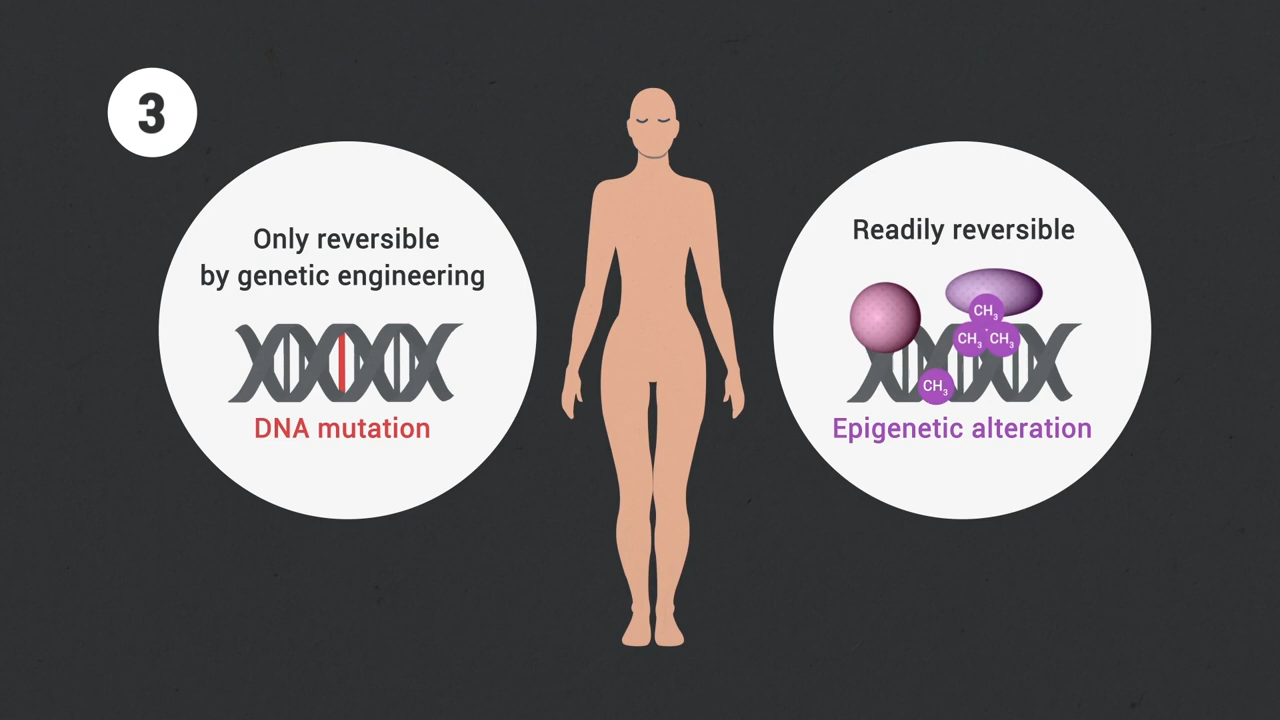 3
Only reversible
by genetic engineering
DNA mutation
Readily reversible
CH₃
CH₃ CH₃
CH₃
Epigenetic alteration